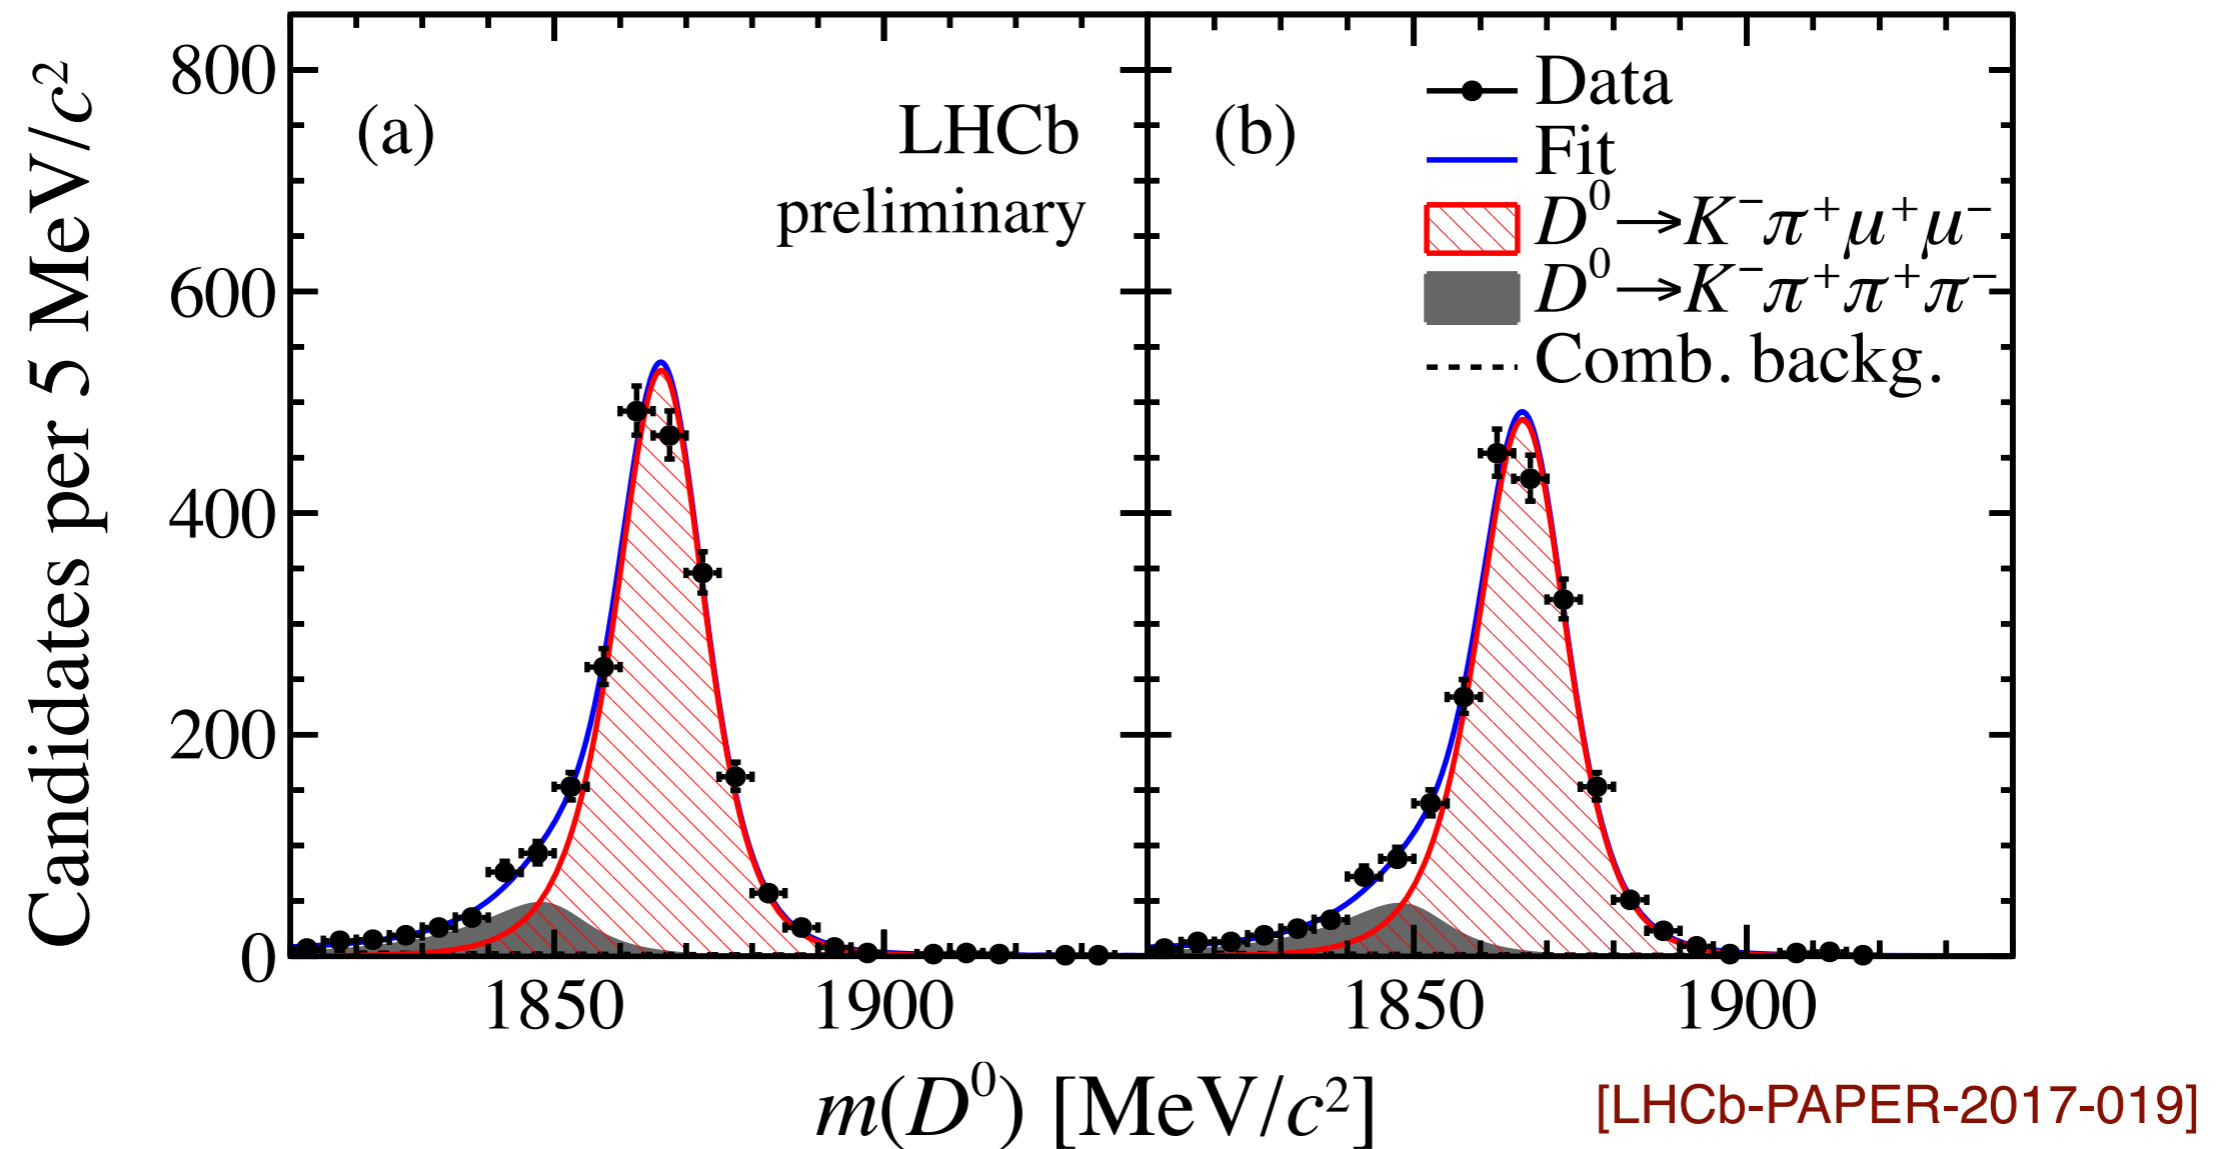 Candidates per 5 MeV/c²
800
600
400
200
0
(a)
LHCb
preliminary
(b)
Data
Fit
D⁰→K⁻π⁺μ⁺μ⁻
D⁰→K⁻π⁺π⁺π⁻
Comb. backg.
1850
1900
1850
1900
m(D⁰) [MeV/c²]
[LHCb-PAPER-2017-019]